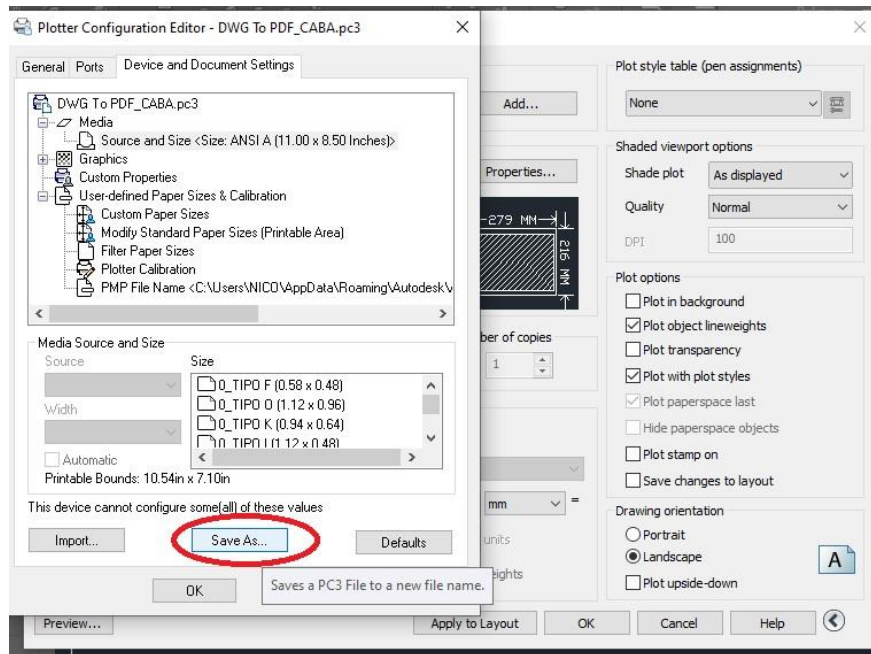 Plotter Configuration Editor - DWG To PDF_CABA.pc3
General Ports Device and Document Settings
DWG To PDF_CABA.pc3
Media
Source and Size <Size: ANSI A (11.00 x 8.50 Inches)>
Graphics
Custom Properties
User-defined Paper Sizes & Calibration
Custom Paper Sizes
Modify Standard Paper Sizes (Printable Area)
Filter Paper Sizes
Plotter Calibration
PMP File Name <C:\Users\NICO\AppData\Roaming\Autodesk\
Media Source and Size
Source Size
0_TIPO F (0.58 x 0.48)
0_TIPO O (1.12 x 0.96)
Width
0_TIPO K (0.94 x 0.64)
0_TIPO I (1.12 x 0.48)
Automatic
Printable Bounds: 10.54in x 7.10in
This device cannot configure some(all) of these values
Import... Save As... Defaults
OK
Saves a PC3 File to a new file name.
Add...
Properties...
279 MM
216 MM
ber of copies
1
mm =
units
eights
Plot style table (pen assignments)
None
Shaded viewport options
Shade plot As displayed
Quality Normal
DPI 100
Plot options
Plot in background
Plot object lineweights
Plot transparency
Plot with plot styles
Plot paperspace last
Hide paperspace objects
Plot stamp on
Save changes to layout
Drawing orientation
Portrait
Landscape
A
Plot upside-down
Preview... Apply to Layout OK Cancel Help